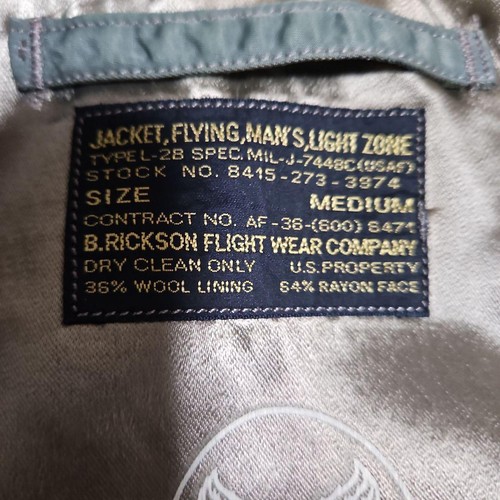 JACKET, FLYING, MAN'S, LIGHT ZONE
TYPE L-2B SPEC. MIL-J-7448C (USAF)
STOCK NO. 8415-273-3974
SIZE MEDIUM
CONTRACT NO. AF-36-(600) 8471
B.RICKSON FLIGHT WEAR COMPANY
DRY CLEAN ONLY U.S. PROPERTY
36% WOOL LINING 64% RAYON FACE